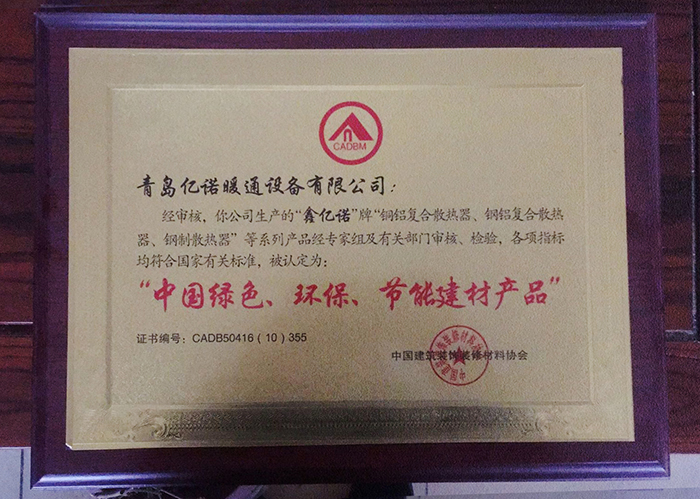 CADBM
青岛亿诺暖通设备有限公司：
经审核，你公司生产的“鑫亿诺”牌“铜铝复合散热器、钢铝复合散热
器、钢制散热器”等系列产品经专家组及有关部门审核、检验，各项指标
均符合国家有关标准，被认定为：
“中国绿色、环保、节能建材产品”
证书编号：CADB50416（10）355
中国建筑装饰装修材料协会